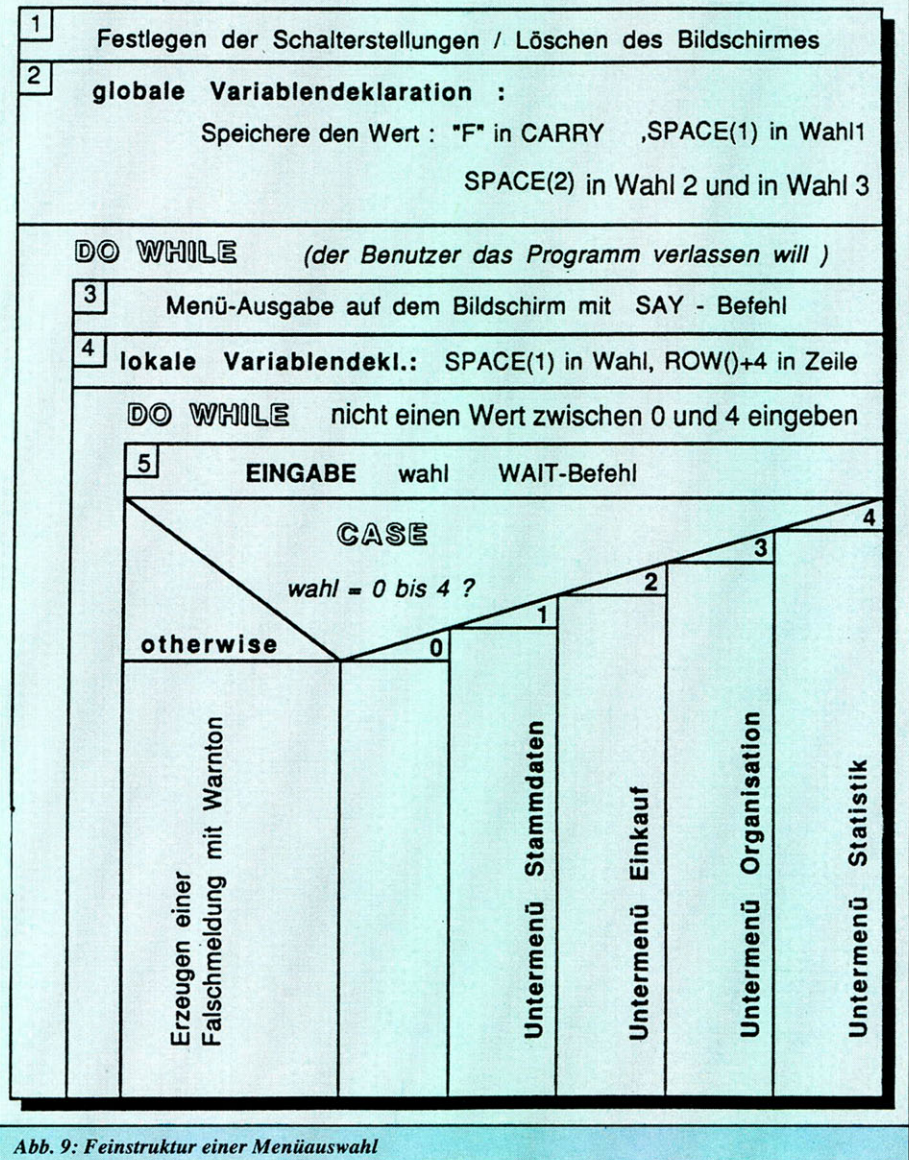 1
Festlegen der Schalterstellungen / Löschen des Bildschirmes
2
globale Variablendeklaration :
Speichere den Wert : "F" in CARRY ,SPACE(1) in Wahl1
SPACE(2) in Wahl 2 und in Wahl 3
DO WHILE (der Benutzer das Programm verlassen will )
3
Menü-Ausgabe auf dem Bildschirm mit SAY - Befehl
4
lokale Variablendekl.: SPACE(1) in Wahl, ROW()+4 in Zeile
DO WHILE nicht einen Wert zwischen 0 und 4 eingeben
5
EINGABE wahl WAIT-Befehl
CASE
wahl = 0 bis 4 ?
otherwise
0
1
2
3
4
Erzeugen einer
Falschmeldung mit Warnton
Untermenü Stammdaten
Untermenü Einkauf
Untermenü Organisation
Untermenü Statistik
Abb. 9: Feinstruktur einer Menüauswahl